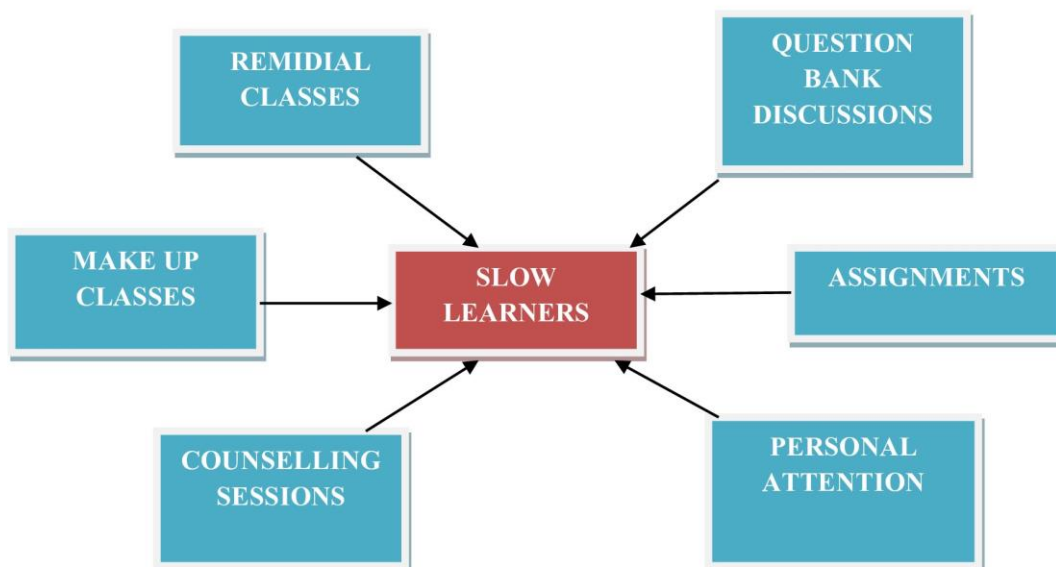 REMIDIAL
CLASSES
QUESTION
BANK
DISCUSSIONS
MAKE UP
CLASSES
SLOW
LEARNERS
ASSIGNMENTS
COUNSELLING
SESSIONS
PERSONAL
ATTENTION